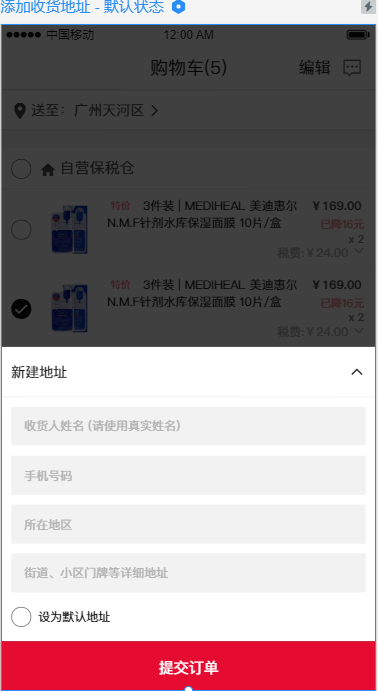 添加收货地址 - 默认状态
中国移动 12:00 AM
购物车(5) 编辑
送至：广州天河区
自营保税仓
特价 3件装 | MEDIHEAL 美迪惠尔 ¥169.00
N.M.F针剂水库保湿面膜 10片/盒 已降16元
x 2
税费:¥24.00
特价 3件装 | MEDIHEAL 美迪惠尔 ¥169.00
N.M.F针剂水库保湿面膜 10片/盒 已降16元
x 2
税费:¥24.00
新建地址
收货人姓名 (请使用真实姓名)
手机号码
所在地区
街道、小区门牌等详细地址
设为默认地址
提交订单